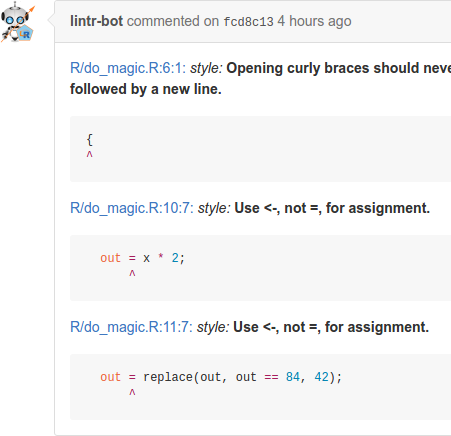 lintr-bot commented on fcd8c13 4 hours ago
R/do_magic.R:6:1: style: Opening curly braces should neve
followed by a new line.
{
^
R/do_magic.R:10:7: style: Use <-, not =, for assignment.
out = x * 2;
^
R/do_magic.R:11:7: style: Use <-, not =, for assignment.
out = replace(out, out == 84, 42);
^